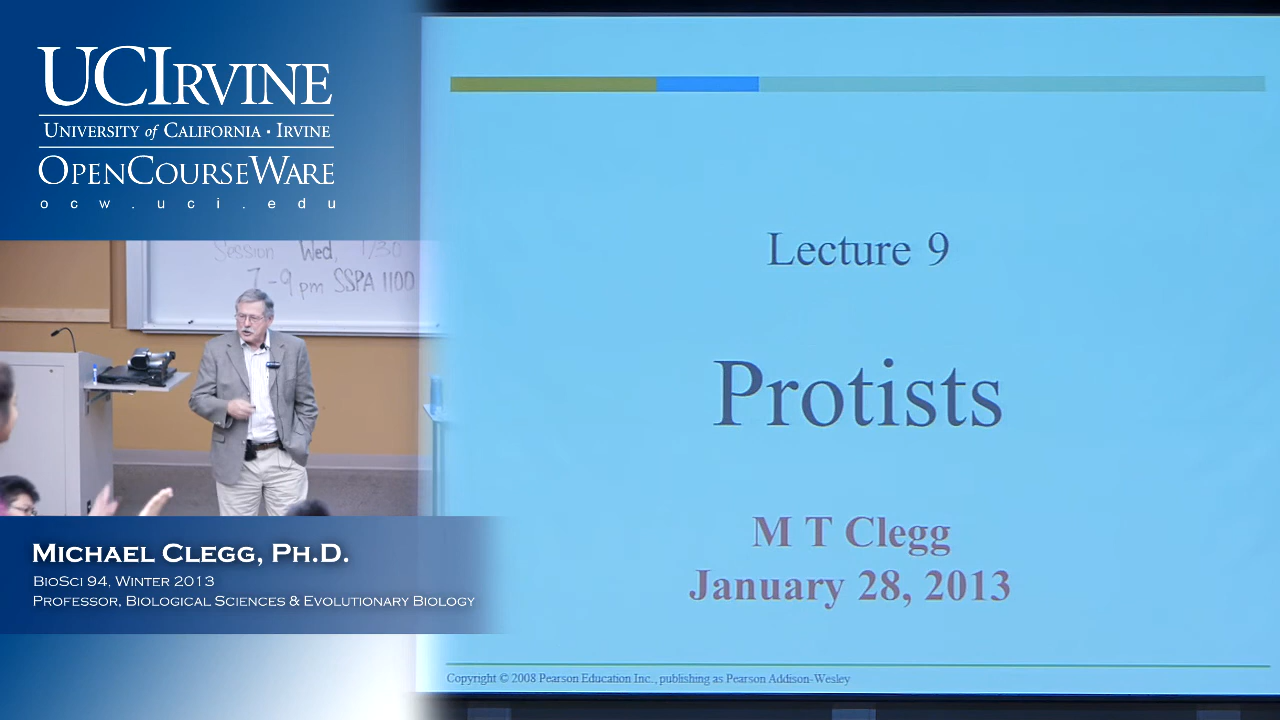 UCIRVINE
UNIVERSITY of CALIFORNIA • IRVINE
OPENCOURSEWARE
ocw.uci.edu
Session Wed, 1/30
7-9pm SSPA 1100
MICHAEL CLEGG, PH.D.
BIOSCI 94, WINTER 2013
PROFESSOR, BIOLOGICAL SCIENCES & EVOLUTIONARY BIOLOGY
Lecture 9
Protists
M T Clegg
January 28, 2013
Copyright © 2008 Pearson Education Inc., publishing as Pearson Addison-Wesley